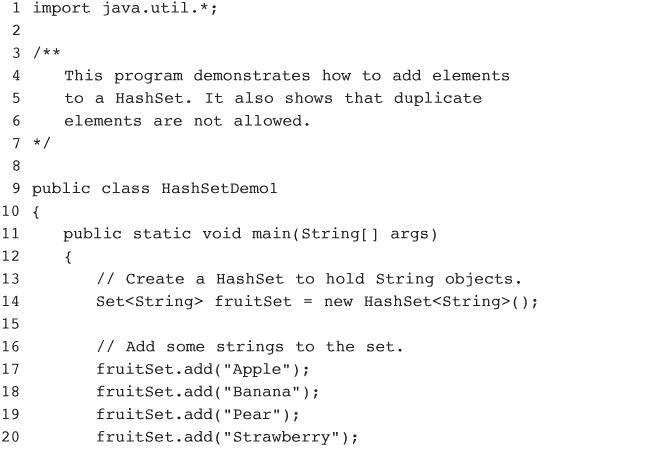 1 import java.util.*;
2
3 /**
4    This program demonstrates how to add elements
5    to a HashSet. It also shows that duplicate
6    elements are not allowed.
7 */
8
9 public class HashSetDemo1
10 {
11    public static void main(String[] args)
12    {
13       // Create a HashSet to hold String objects.
14       Set<String> fruitSet = new HashSet<String>();
15
16       // Add some strings to the set.
17       fruitSet.add("Apple");
18       fruitSet.add("Banana");
19       fruitSet.add("Pear");
20       fruitSet.add("Strawberry");